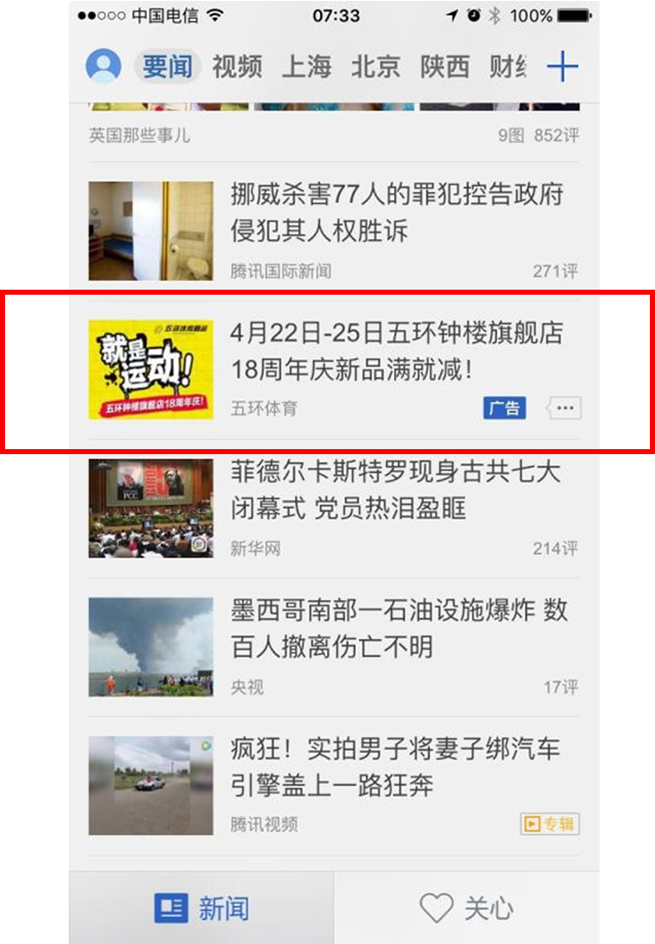 中国电信
07:33
100%
要闻 视频 上海 北京 陕西 财经
英国那些事儿
9图 852评
挪威杀害77人的罪犯控告政府
侵犯其人权胜诉
腾讯国际新闻
271评
五环体育用品
就是
运动!
五环钟楼旗舰店18周年庆!
4月22日-25日五环钟楼旗舰店
18周年庆新品满就减!
五环体育
广告
PCC
菲德尔卡斯特罗现身古共七大
闭幕式 党员热泪盈眶
新华网
214评
墨西哥南部一石油设施爆炸 数
百人撤离伤亡不明
央视
17评
疯狂!实拍男子将妻子绑汽车
引擎盖上一路狂奔
腾讯视频
专辑
新闻
关心